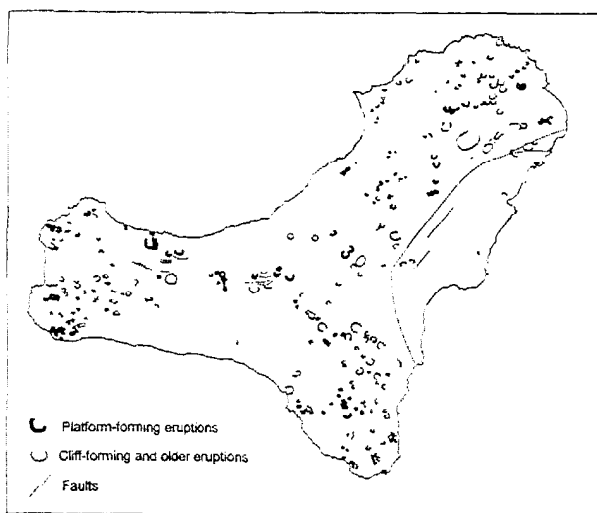 Platform-forming eruptions
Cliff-forming and older eruptions
Faults